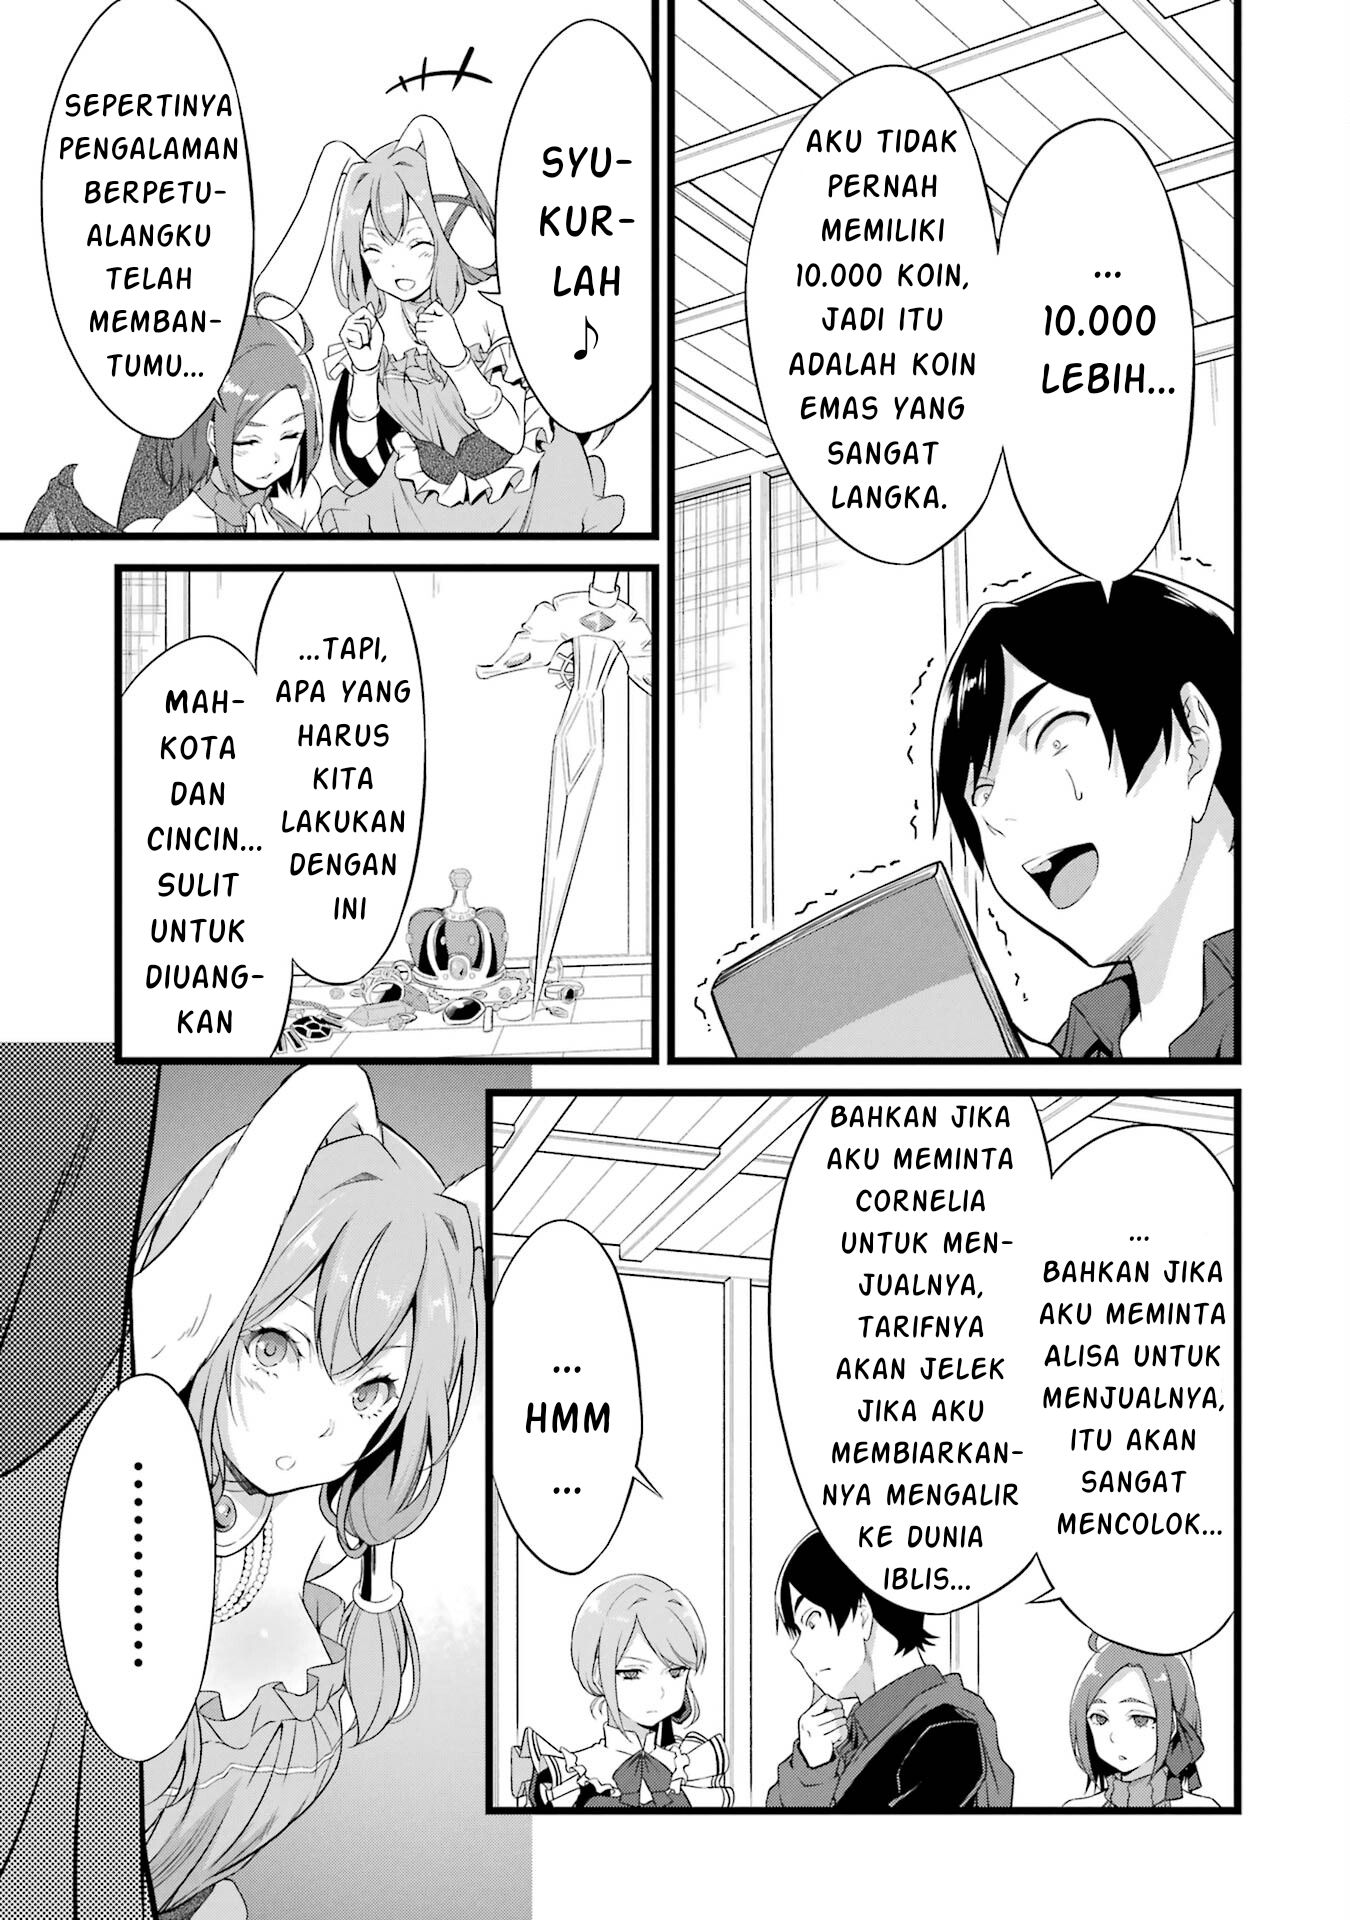 ...
10.000
LEBIH...
AKU TIDAK
PERNAH
MEMILIKI
10.000 KOIN,
JADI ITU
ADALAH KOIN
EMAS YANG
SANGAT
LANGKA.
SYU-
KUR-
LAH
♪
SEPERTINYA
PENGALAMAN
BERPETU-
ALANGKU
TELAH
MEMBAN-
TUMU...
...TAPI,
APA YANG
HARUS
KITA
LAKUKAN
DENGAN
INI
MAH-
KOTA
DAN
CINCIN...
SULIT
UNTUK
DIUANG-
KAN
...
BAHKAN JIKA
AKU MEMINTA
ALISA UNTUK
MENJUALNYA,
ITU AKAN
SANGAT
MENCOLOK...
BAHKAN JIKA
AKU MEMINTA
CORNELIA
UNTUK MEN-
JUALNYA,
TARIFNYA
AKAN JELEK
JIKA AKU
MEMBIARKAN-
NYA MENGALIR
KE DUNIA
IBLIS...
...
HMM
...
..........